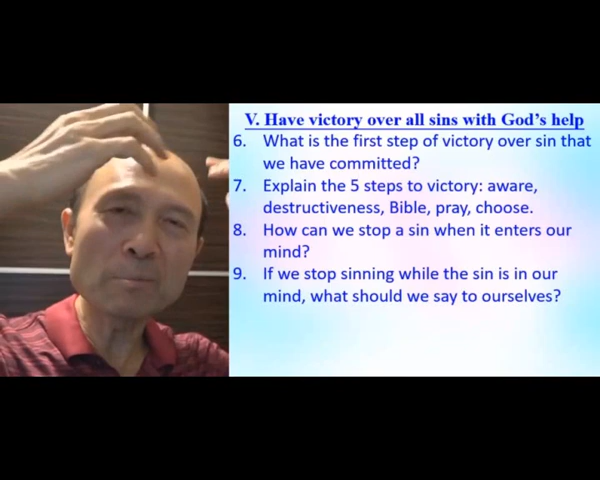 V. Have victory over all sins with God's help
6. What is the first step of victory over sin that
we have committed?
7. Explain the 5 steps to victory: aware,
destructiveness, Bible, pray, choose.
8. How can we stop a sin when it enters our
mind?
9. If we stop sinning while the sin is in our
mind, what should we say to ourselves?